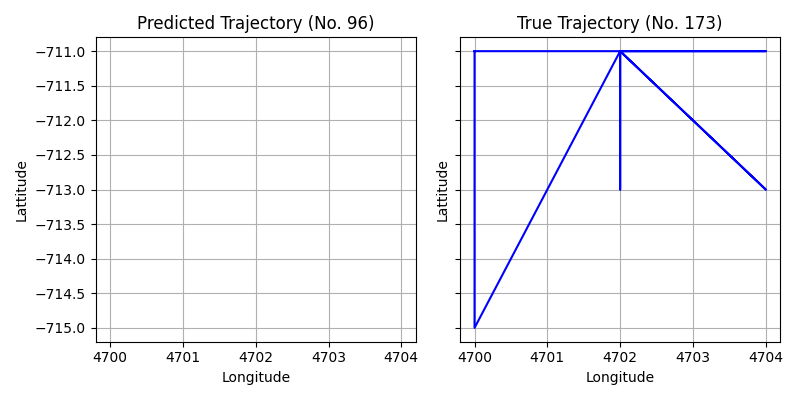 Predicted Trajectory (No. 96)
True Trajectory (No. 173)
−711.0
−711.5
−712.0
−712.5
−713.0
−713.5
−714.0
−714.5
−715.0
Lattitude
Lattitude
4700 4701 4702 4703 4704
4700 4701 4702 4703 4704
Longitude
Longitude